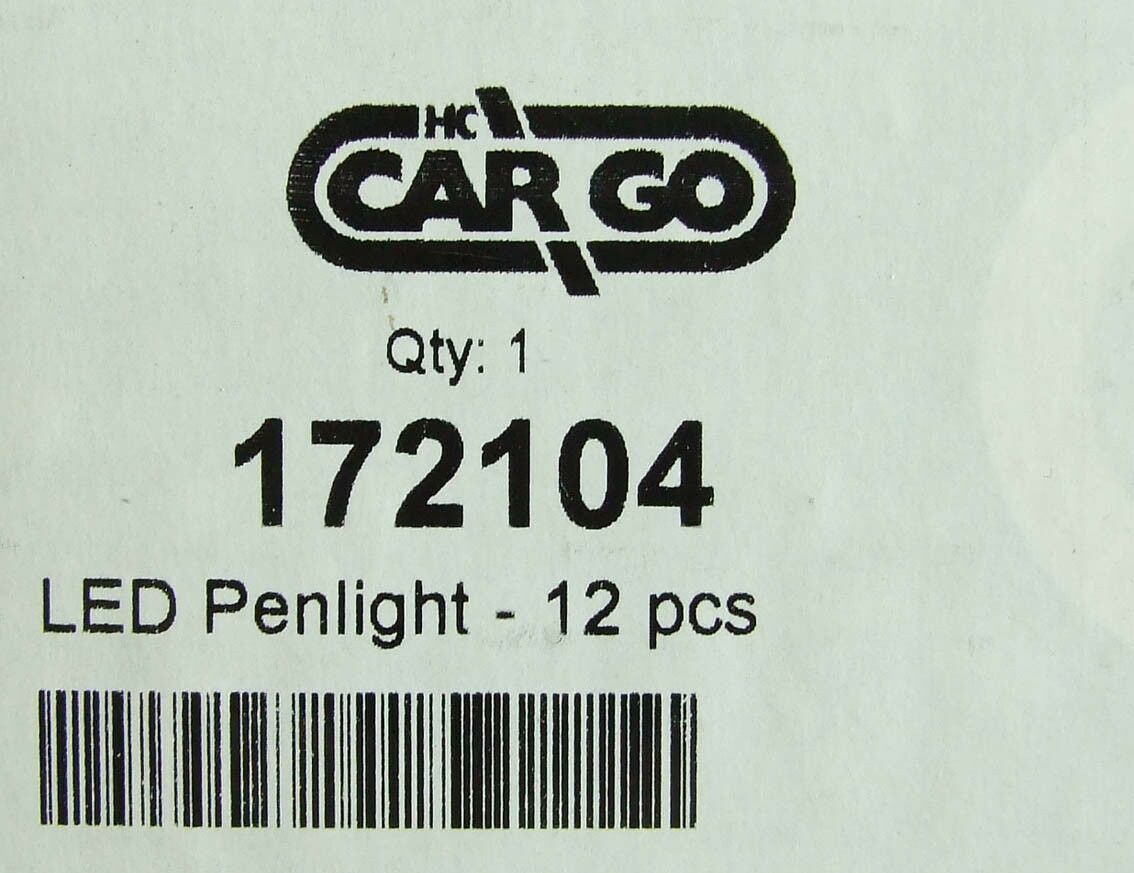 HC
CARGO
Qty: 1
172104
LED Penlight - 12 pcs